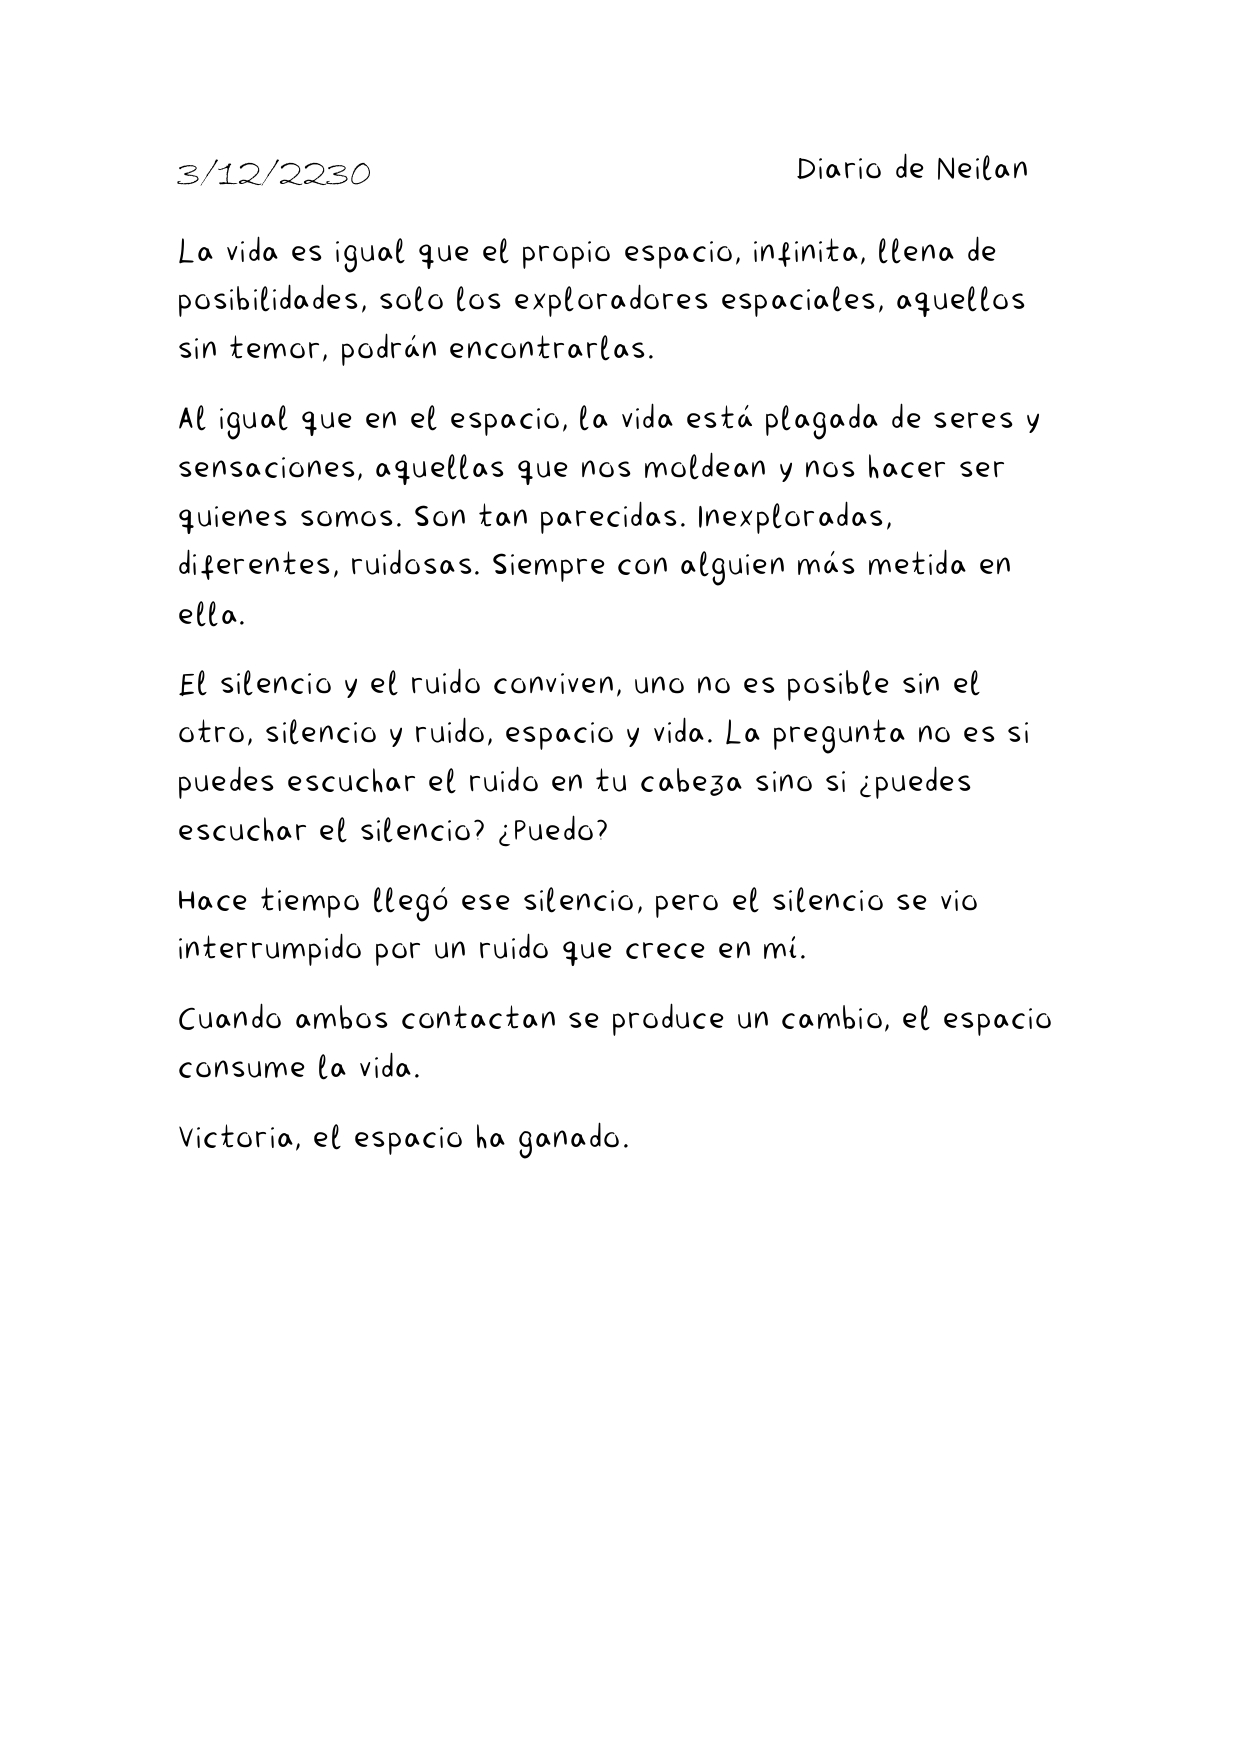 3/12/2230 Diario de Neilan
La vida es igual que el propio espacio, infinita, llena de
posibilidades, solo los exploradores espaciales, aquellos
sin temor, podrán encontrarlas.
Al igual que en el espacio, la vida está plagada de seres y
sensaciones, aquellas que nos moldean y nos hacer ser
quienes somos. Son tan parecidas. Inexploradas,
diferentes, ruidosas. Siempre con alguien más metida en
ella.
El silencio y el ruido conviven, uno no es posible sin el
otro, silencio y ruido, espacio y vida. La pregunta no es si
puedes escuchar el ruido en tu cabeza sino si ¿puedes
escuchar el silencio? ¿Puedo?
Hace tiempo llegó ese silencio, pero el silencio se vio
interrumpido por un ruido que crece en mí.
Cuando ambos contactan se produce un cambio, el espacio
consume la vida.
Victoria, el espacio ha ganado.